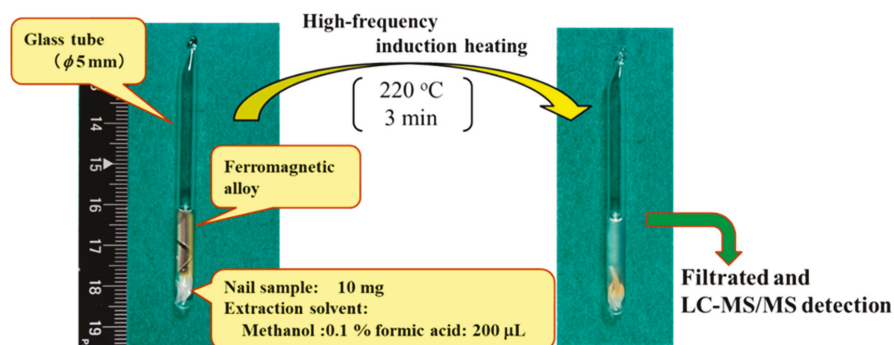 High-frequency
induction heating
Glass tube
(ϕ5 mm)
220 °C
3 min
14
15
Ferromagnetic
alloy
16
17
18
19
Nail sample: 10 mg
Extraction solvent:
Methanol :0.1 % formic acid: 200 μL
Filtrated and
LC-MS/MS detection